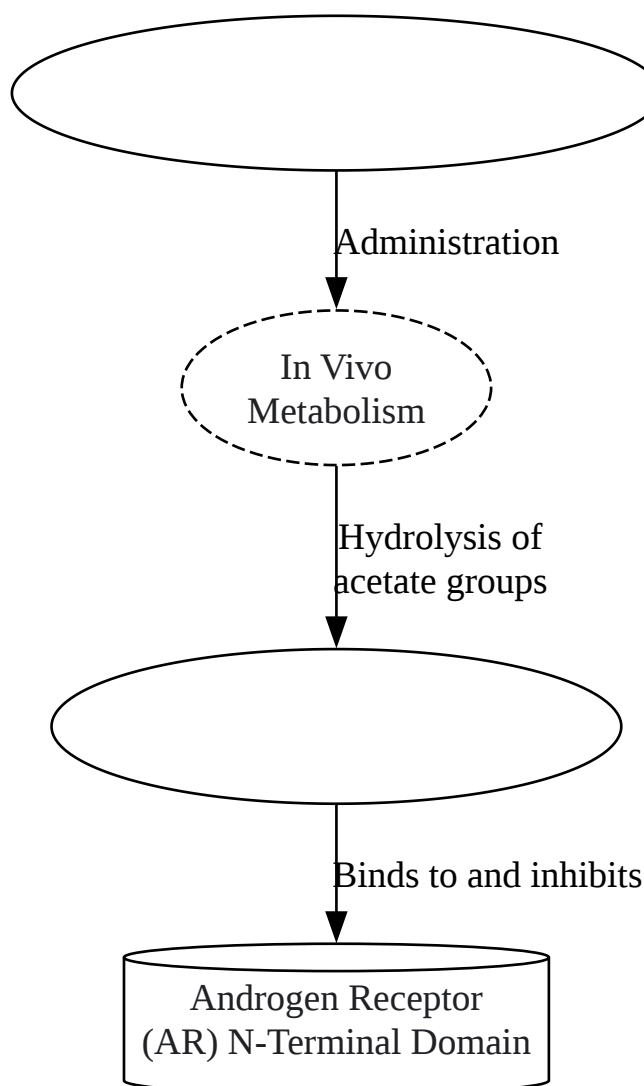 Administration
In Vivo
Metabolism
Hydrolysis of
acetate groups
Binds to and inhibits
Androgen Receptor
(AR) N-Terminal Domain